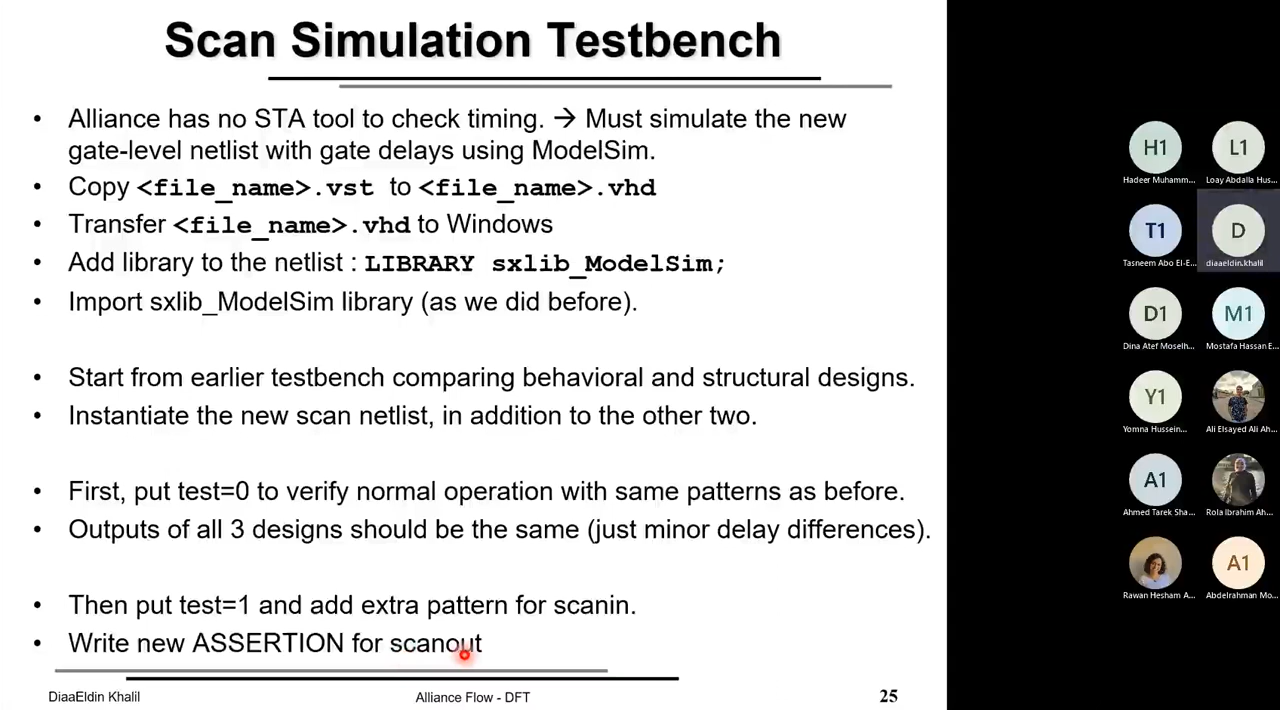 Scan Simulation Testbench
• Alliance has no STA tool to check timing. → Must simulate the new
gate-level netlist with gate delays using ModelSim.
• Copy <file_name>.vst to <file_name>.vhd
• Transfer <file_name>.vhd to Windows
• Add library to the netlist : LIBRARY sxlib_ModelSim;
• Import sxlib_ModelSim library (as we did before).
• Start from earlier testbench comparing behavioral and structural designs.
• Instantiate the new scan netlist, in addition to the other two.
• First, put test=0 to verify normal operation with same patterns as before.
• Outputs of all 3 designs should be the same (just minor delay differences).
• Then put test=1 and add extra pattern for scanin.
• Write new ASSERTION for scanout
DiaaEldin Khalil
Alliance Flow - DFT
25
H1
L1
Hadeer Muhamm...
Loay Abdalla Hus...
T1
D
Tasneem Abo El-E...
diaaeldin.khalil
D1
M1
Dina Atef Moselh...
Mostafa Hassan E...
Y1
Yomna Hussein...
Ali Elsayed Ali Ah...
A1
Ahmed Tarek Sha...
Rola Ibrahim Ah...
A1
Rawan Hesham A...
Abdelrahman Mo...